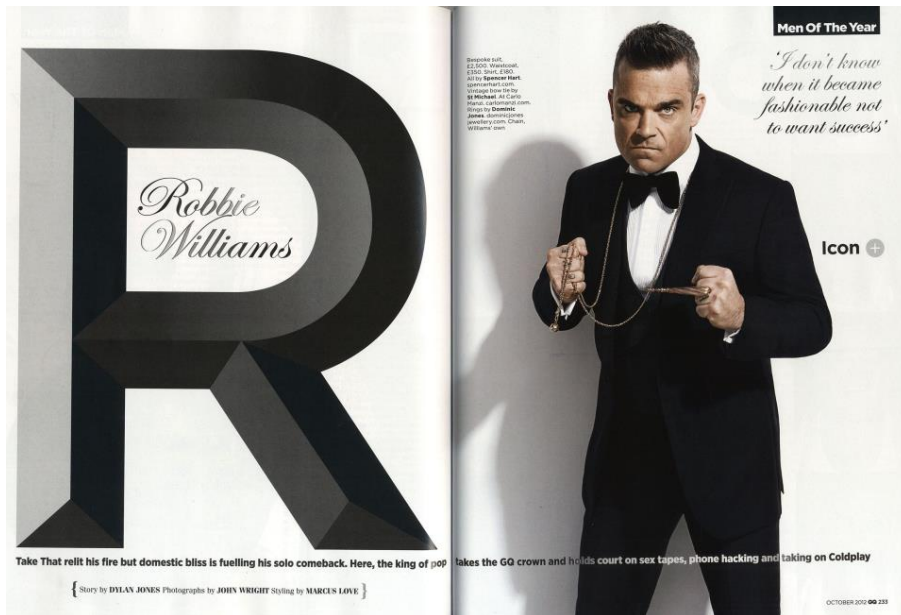 R
Robbie
Williams
Take That relit his fire but domestic bliss is fuelling his solo comeback. Here, the king of pop takes the GQ crown and holds court on sex tapes, phone hacking and taking on Coldplay
{ Story by DYLAN JONES Photographs by JOHN WRIGHT Styling by MARCUS LOVE }
Bespoke suit,
£2,500. Waistcoat,
£350. Shirt, £180.
All by Spencer Hart.
spencerhart.com.
Vintage bow tie by
St Michael. At Carlo
Manzi. carlomanzi.com.
Rings by Dominic
Jones. dominicjones
jewellery.com. Chain,
Williams' own
Men Of The Year
'I don't know
when it became
fashionable not
to want success'
Icon +
OCTOBER 2012 GQ 233